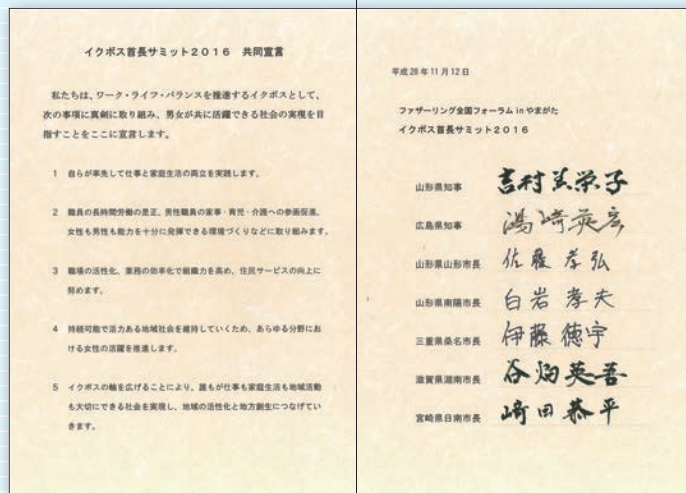 イクボス首長サミット2016 共同宣言
私たちは、ワーク・ライフ・バランスを推進するイクボスとして、
次の事項に真剣に取り組み、男女が共に活躍できる社会の実現を目
指すことをここに宣言します。
1 自らが率先して仕事と家庭生活の両立を実践します。
2 職員の長時間労働の是正、男性職員の家事・育児・介護への参画促進、
女性も男性も能力を十分に発揮できる環境づくりなどに取り組みます。
3 職場の活性化、業務の効率化で組織力を高め、住民サービスの向上に
努めます。
4 持続可能で活力ある地域社会を維持していくため、あらゆる分野にお
ける女性の活躍を推進します。
5 イクボスの輪を広げることにより、誰もが仕事も家庭生活も地域活動
も大切にできる社会を実現し、地域の活性化と地方創生につなげてい
きます。
平成28年11月12日
ファザーリング全国フォーラム in やまがた
イクボス首長サミット2016
山形県知事 吉村美栄子
広島県知事 湯崎英彦
山形県山形市長 佐藤孝弘
山形県南陽市長 白岩孝夫
三重県桑名市長 伊藤徳宇
滋賀県湖南市長 谷畑英吾
宮崎県日南市長 﨑田恭平